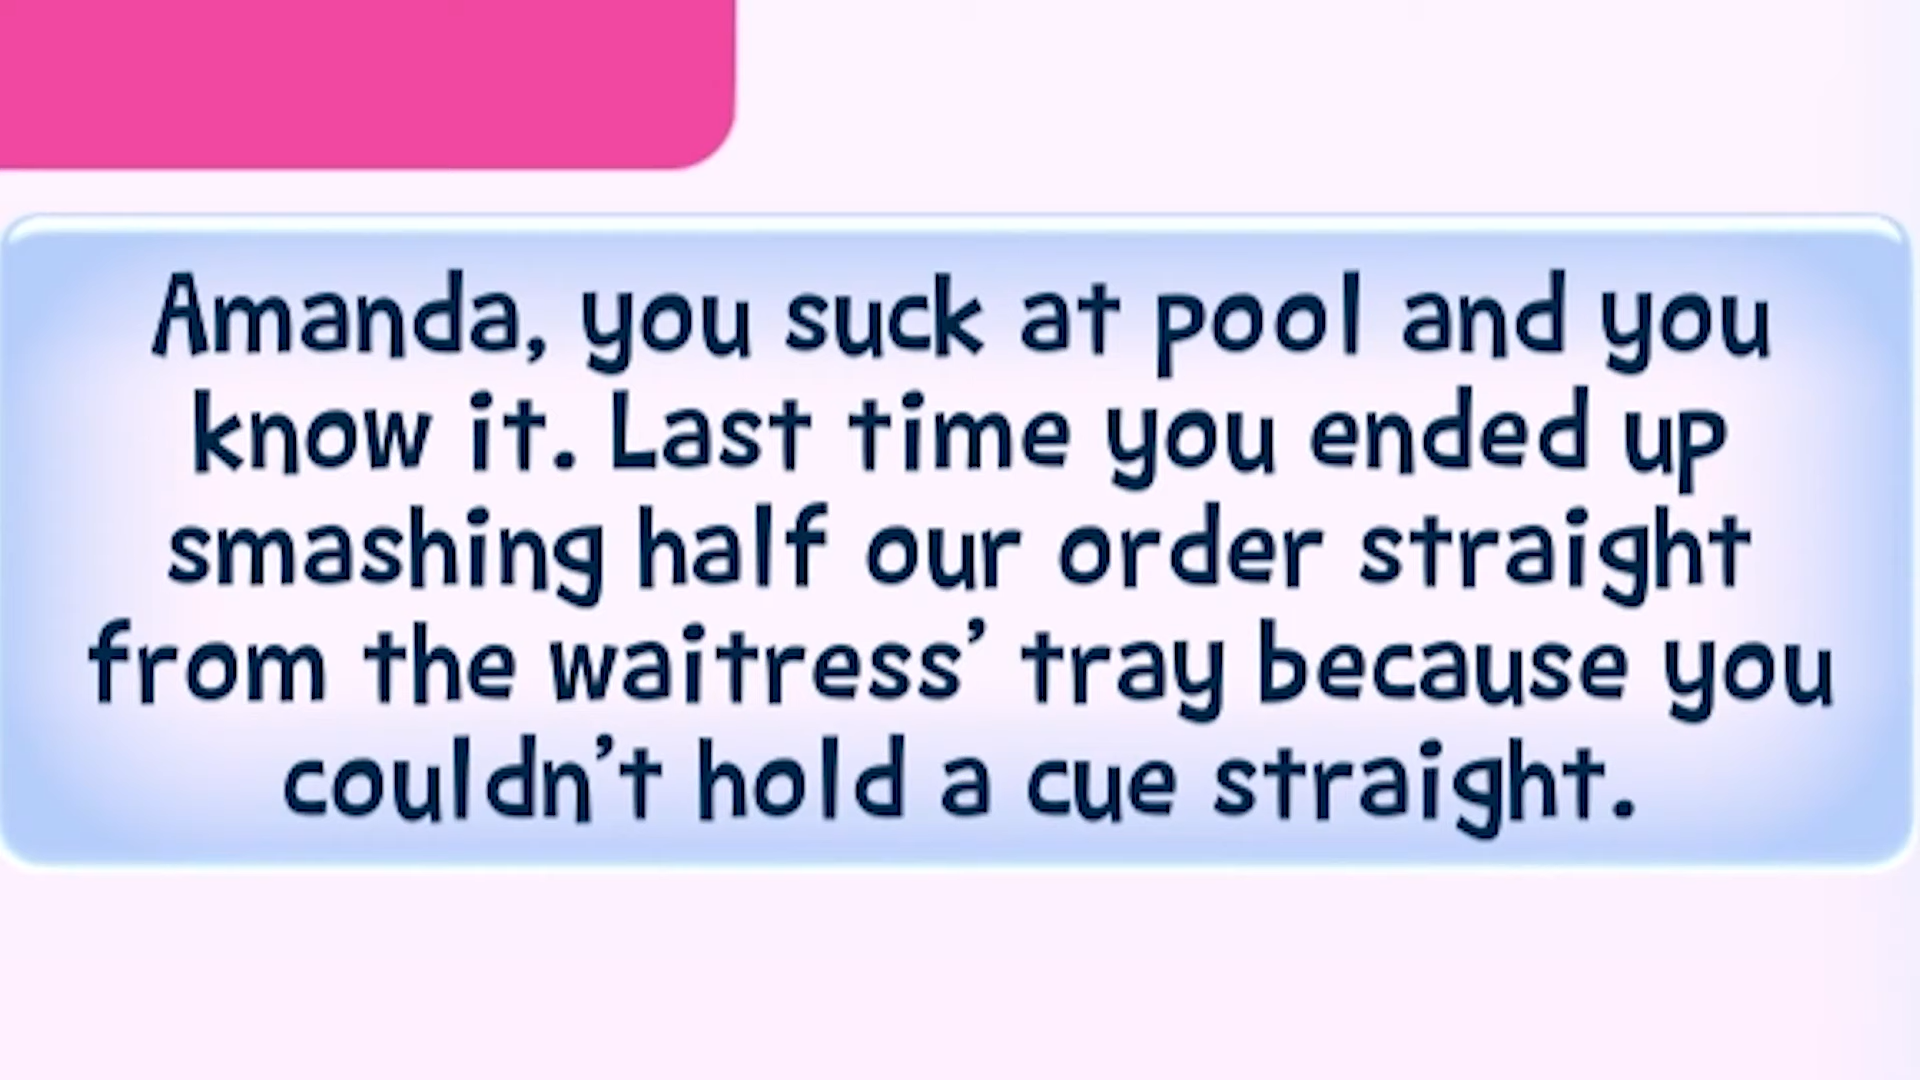 Amanda, you suck at pool and you
know it. Last time you ended up
smashing half our order straight
from the waitress’ tray because you
couldn’t hold a cue straight.